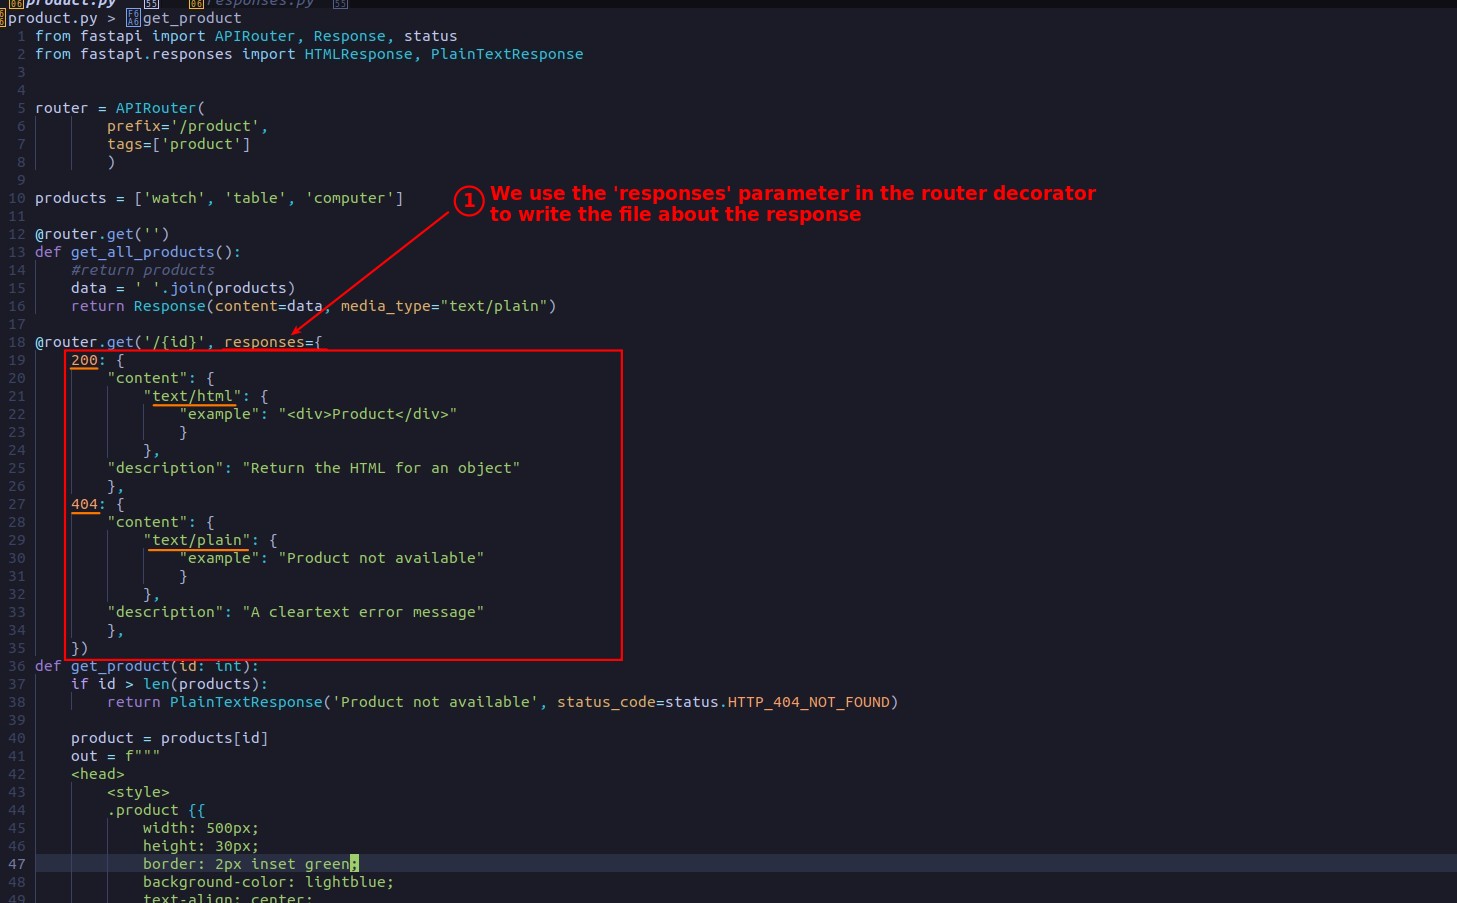 product.py responses.py
product.py > get_product
1 from fastapi import APIRouter, Response, status
2 from fastapi.responses import HTMLResponse, PlainTextResponse
3
4
5 router = APIRouter(
6 prefix='/product',
7 tags=['product']
8 )
9
10 products = ['watch', 'table', 'computer']
1 We use the 'responses' parameter in the router decorator
to write the file about the response
11
12 @router.get('')
13 def get_all_products():
14 #return products
15 data = ' '.join(products)
16 return Response(content=data, media_type="text/plain")
17
18 @router.get('/{id}', responses={
19 200: {
20 "content": {
21 "text/html": {
22 "example": "<div>Product</div>"
23 }
24 },
25 "description": "Return the HTML for an object"
26 },
27 404: {
28 "content": {
29 "text/plain": {
30 "example": "Product not available"
31 }
32 },
33 "description": "A cleartext error message"
34 },
35 })
36 def get_product(id: int):
37 if id > len(products):
38 return PlainTextResponse('Product not available', status_code=status.HTTP_404_NOT_FOUND)
39
40 product = products[id]
41 out = f"""
42 <head>
43 <style>
44 .product {{
45 width: 500px;
46 height: 30px;
47 border: 2px inset green;
48 background-color: lightblue;
49 text-align: center;